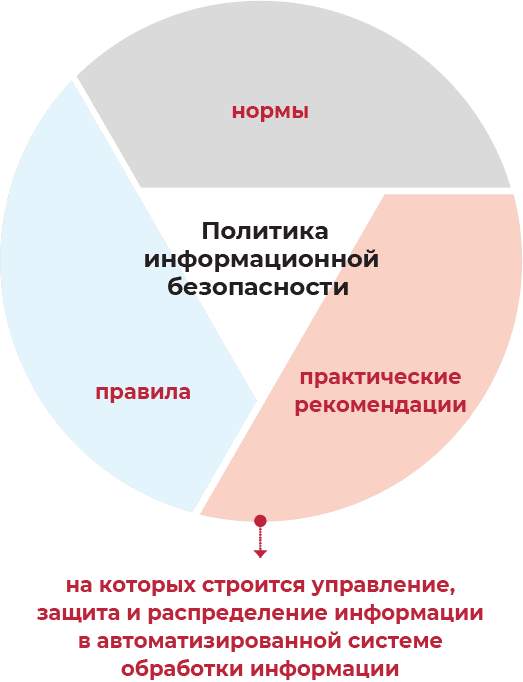 нормы
Политика
информационной
безопасности
правила
практические
рекомендации
на которых строится управление,
защита и распределение информации
в автоматизированной системе
обработки информации